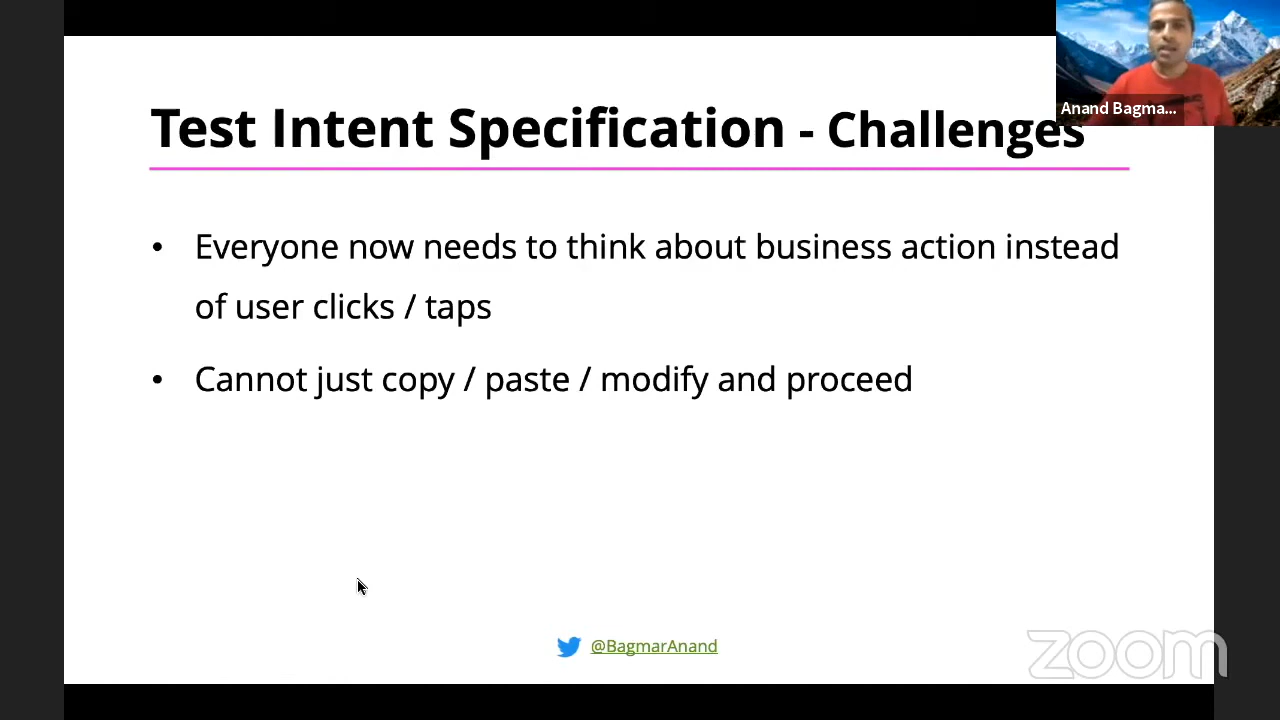 Test Intent Specification - Challenges
Anand Bagma...
• Everyone now needs to think about business action instead
of user clicks / taps
• Cannot just copy / paste / modify and proceed
@BagmarAnand
zoom